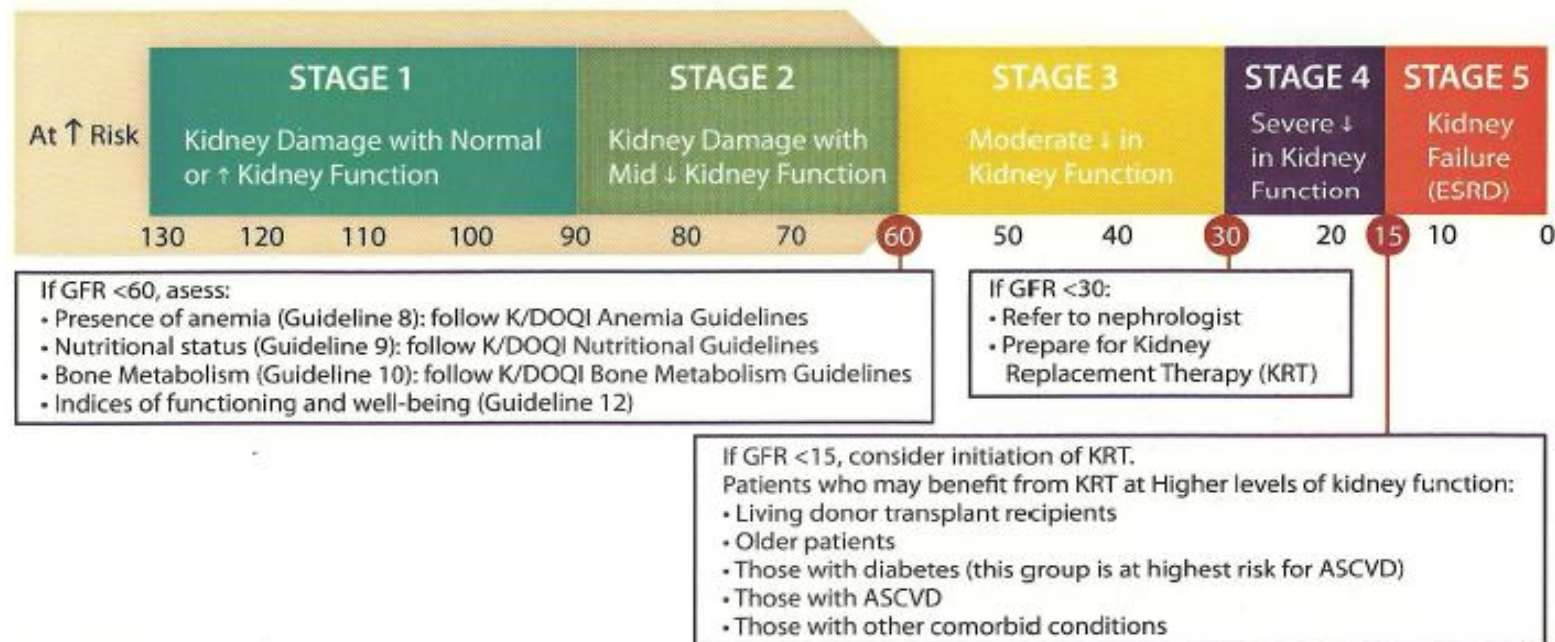 At ↑ Risk
STAGE 1
Kidney Damage with Normal
or ↑ Kidney Function
STAGE 2
Kidney Damage with
Mid ↓ Kidney Function
STAGE 3
Moderate ↓ in
Kidney Function
STAGE 4
Severe ↓
in Kidney
Function
STAGE 5
Kidney
Failure
(ESRD)
130 120 110 100 90 80 70 60 50 40 30 20 15 10 0
If GFR <60, asess:
• Presence of anemia (Guideline 8): follow K/DOQI Anemia Guidelines
• Nutritional status (Guideline 9): follow K/DOQI Nutritional Guidelines
• Bone Metabolism (Guideline 10): follow K/DOQI Bone Metabolism Guidelines
• Indices of functioning and well-being (Guideline 12)
If GFR <30:
• Refer to nephrologist
• Prepare for Kidney
Replacement Therapy (KRT)
If GFR <15, consider initiation of KRT.
Patients who may benefit from KRT at Higher levels of kidney function:
• Living donor transplant recipients
• Older patients
• Those with diabetes (this group is at highest risk for ASCVD)
• Those with ASCVD
• Those with other comorbid conditions